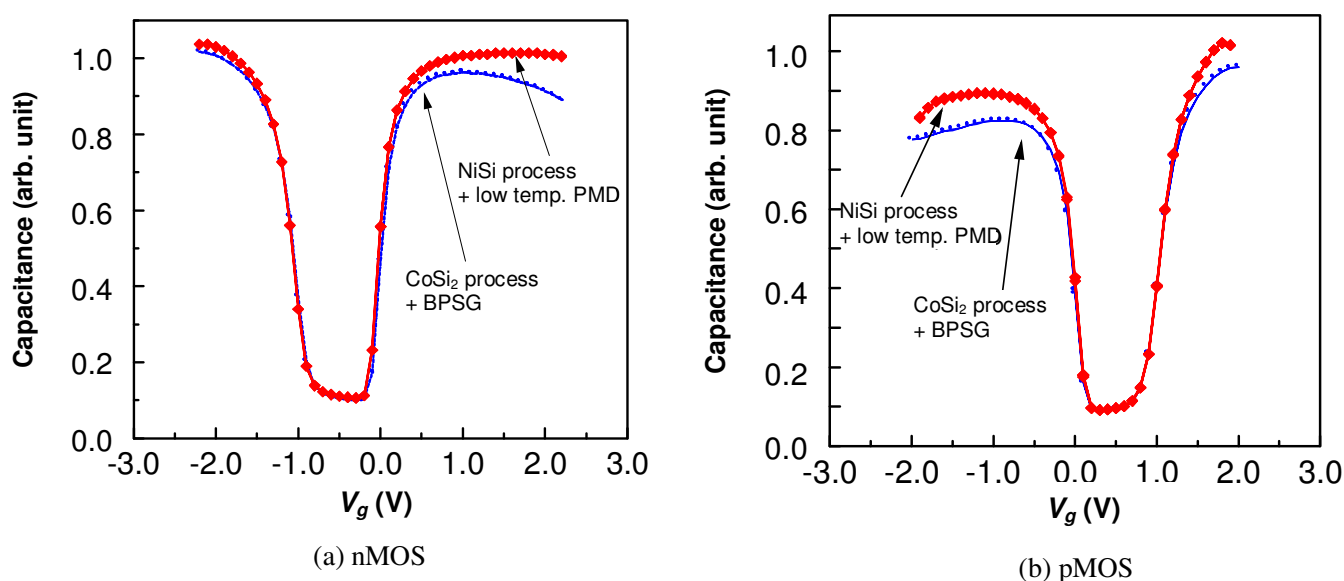 Capacitance (arb. unit)
1.0
0.8
0.6
0.4
0.2
0.0
-3.0 -2.0 -1.0 0.0 1.0 2.0 3.0
Vg (V)
NiSi process
+ low temp. PMD
CoSi2 process
+ BPSG
(a) nMOS
Capacitance (arb. unit)
1.0
0.8
0.6
0.4
0.2
0.0
-3.0 -2.0 -1.0 0.0 1.0 2.0 3.0
Vg (V)
NiSi process
+ low temp. PMD
CoSi2 process
+ BPSG
(b) pMOS